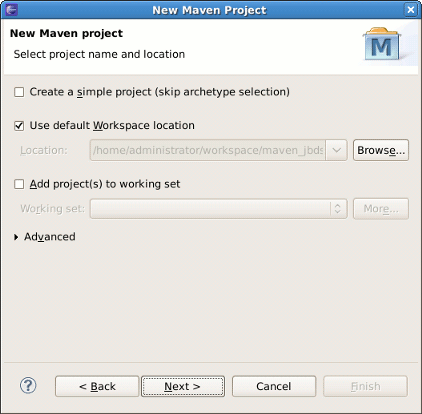 New Maven Project
New Maven project
Select project name and location
M
Create a simple project (skip archetype selection)
Use default Workspace location
Location: /home/administrator/workspace/maven_jbds Browse...
Add project(s) to working set
Working set: More...
Advanced
? < Back Next > Cancel Finish